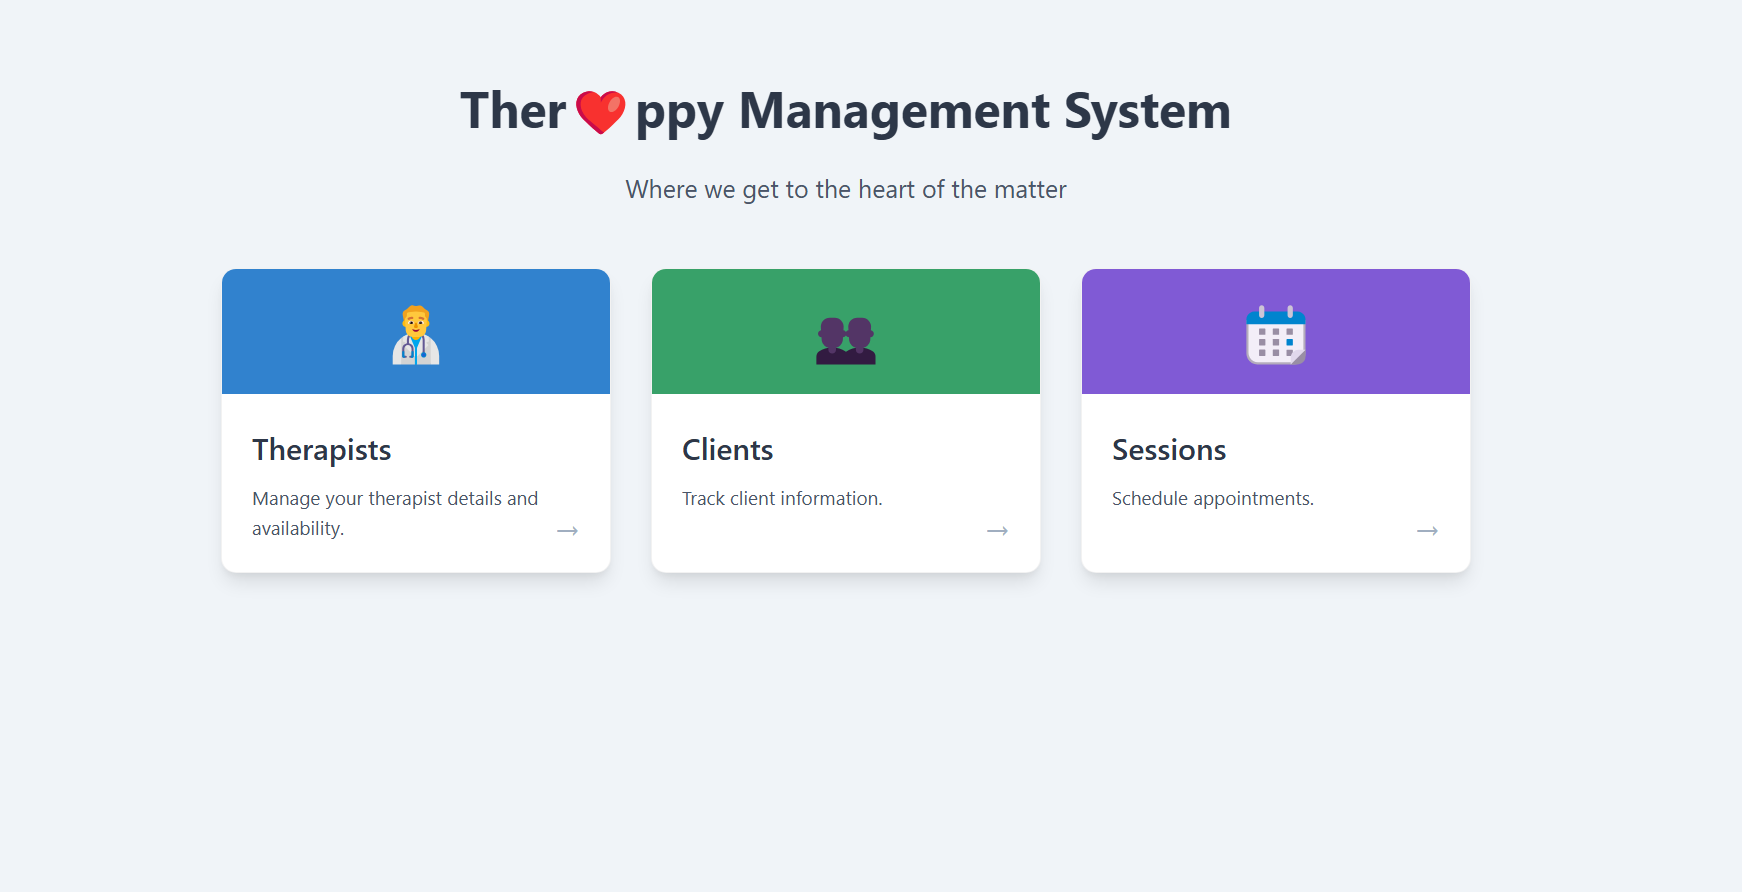 Ther❤️ppy Management System
Where we get to the heart of the matter
Therapists
Manage your therapist details and
availability.
→
Clients
Track client information.
→
Sessions
Schedule appointments.
→